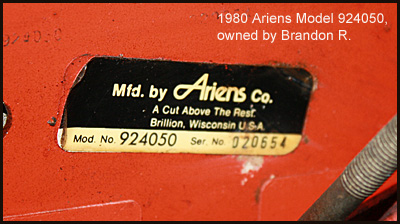 1980 Ariens Model 924050,
owned by Brandon R.
924050
Mfd. by Ariens Co.
A Cut Above The Rest.
Brillion, Wisconsin U.S.A.
Mod. No. 924050 Ser. No. 020654